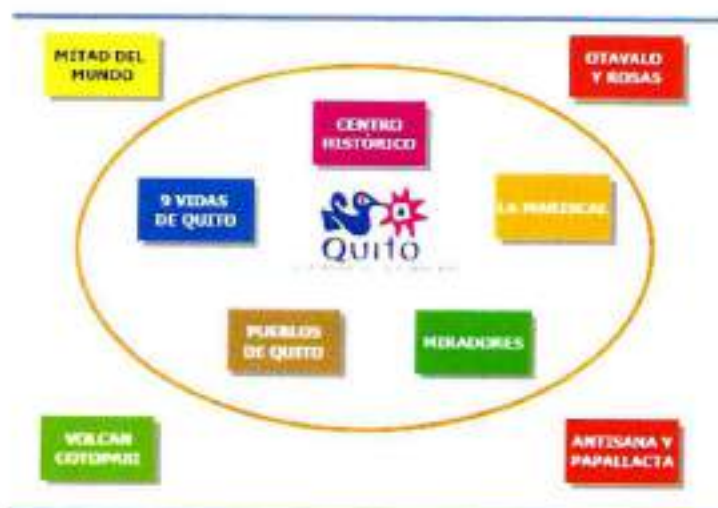 MITAD DEL
MUNDO
OTAVALO
Y ROSAS
CENTRO
HISTÓRICO
9 VIDAS
DE QUITO
LA MARISCAL
Quito
PUEBLOS
DE QUITO
MIRADORES
VOLCAN
COTOPAXI
ANTISANA Y
PAPALLACTA